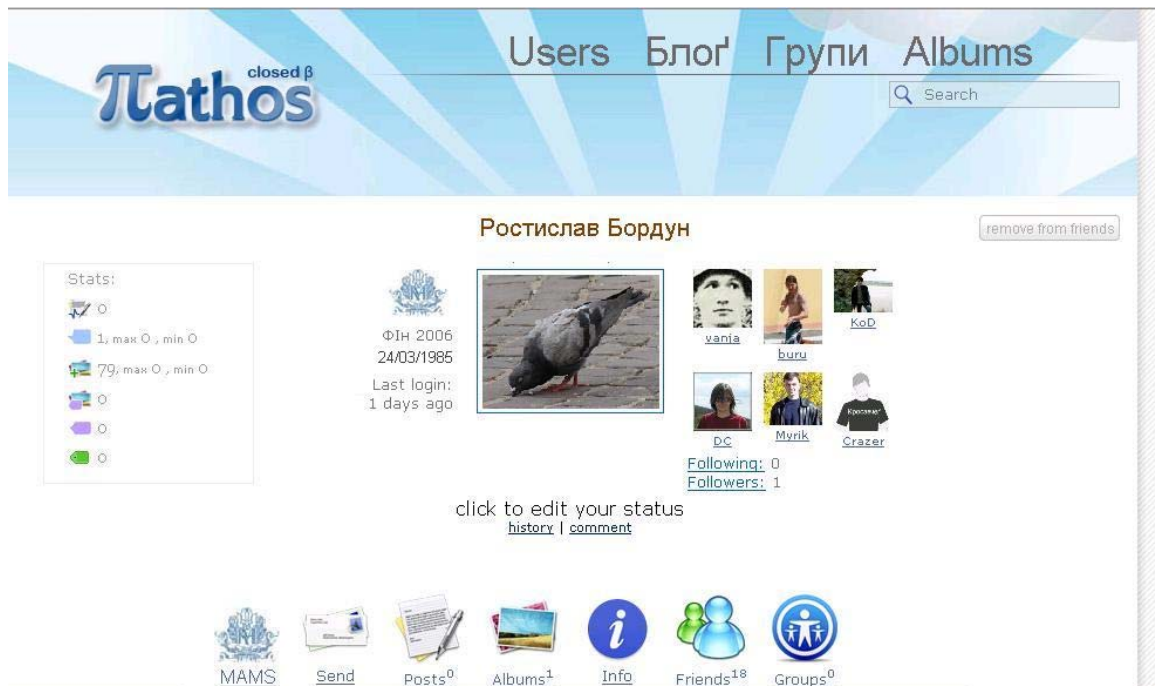 πathos
closed β
Users Блоґ Групи Albums
Search
Ростислав Бордун
remove from friends
Stats:
0
1, max 0 , min 0
79, max 0 , min 0
0
0
0
ФІн 2006
24/03/1985
Last login:
1 days ago
vanja
buru
KoD
DC
Myrik
Crazer
Following: 0
Followers: 1
click to edit your status
history | comment
MAMS
Send
Posts0
Albums1
Info
Friends18
Groups0